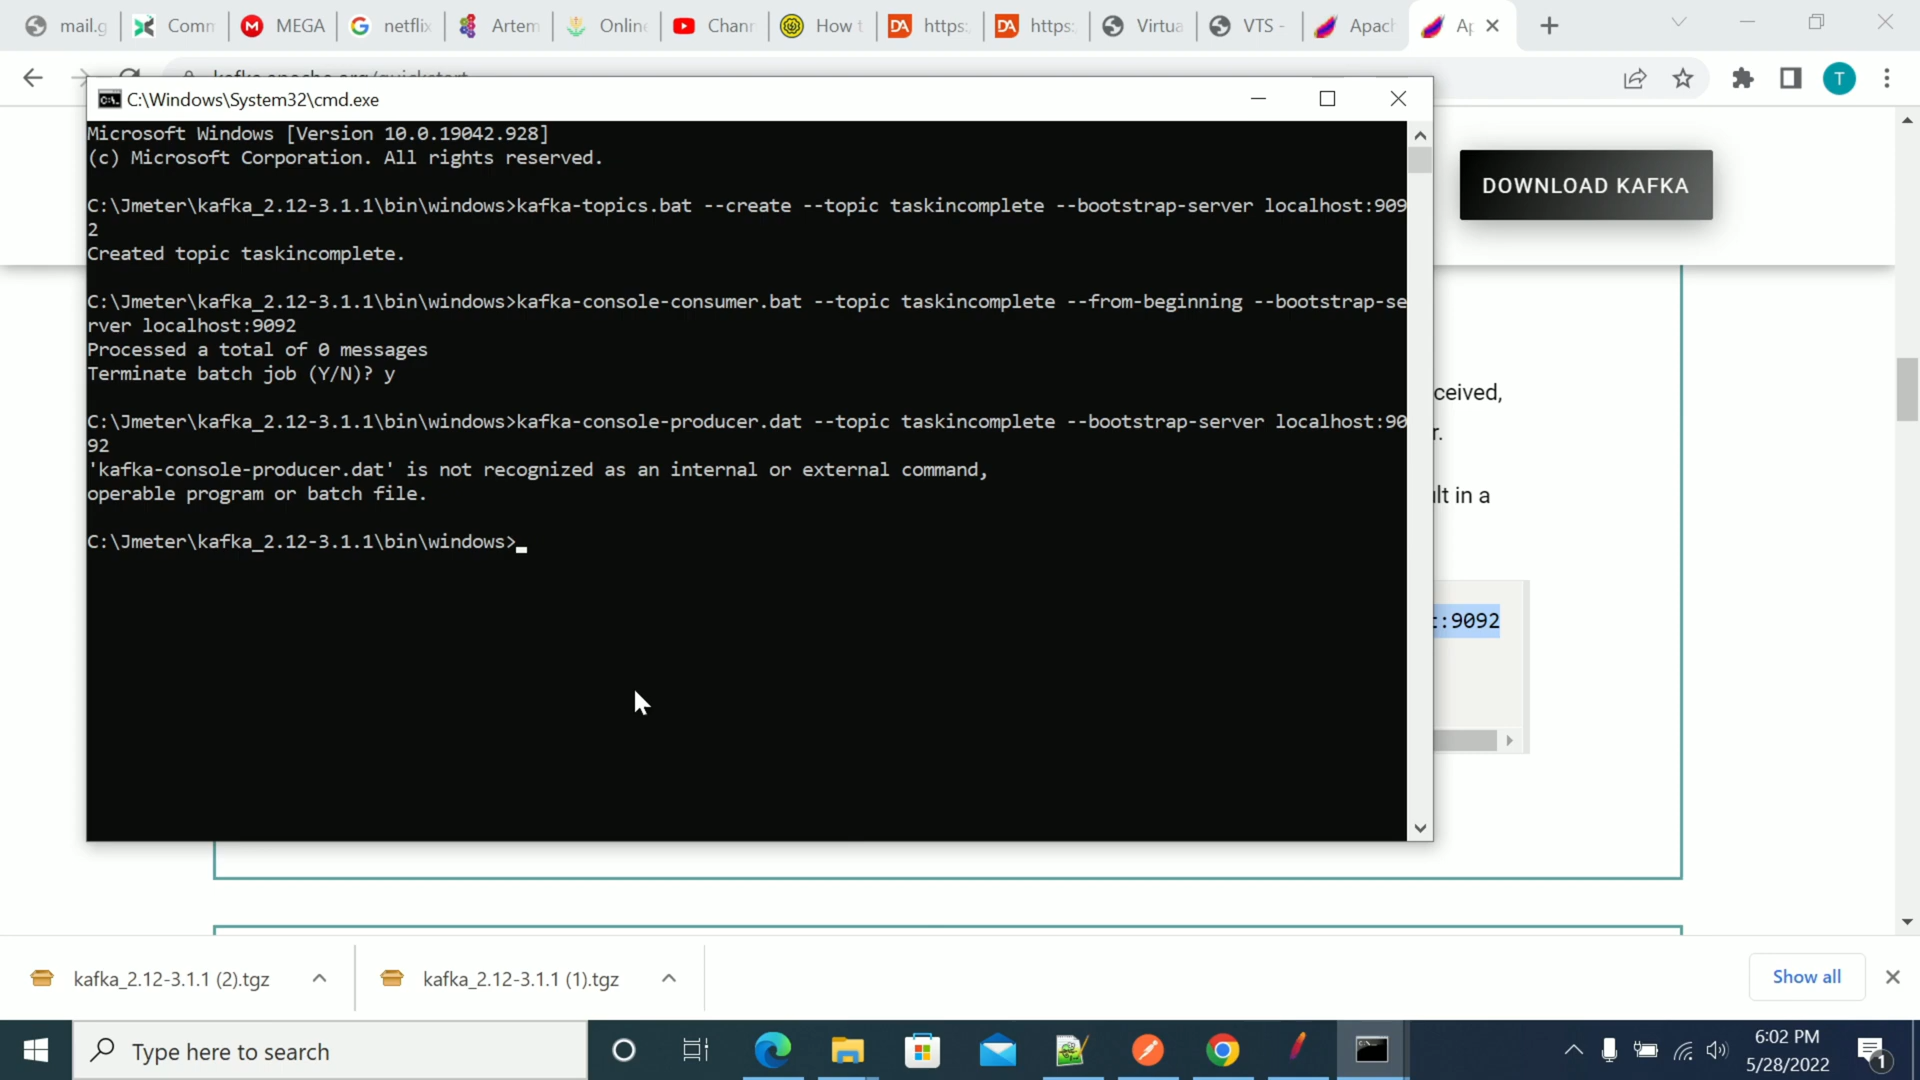 mail.g
Comm
MEGA
netflix
Artem
Online
Chann
How t
https:
https:
Virtua
VTS -
Apach
Ap
T
C:\Windows\System32\cmd.exe
Microsoft Windows [Version 10.0.19042.928]
(c) Microsoft Corporation. All rights reserved.
C:\Jmeter\kafka_2.12-3.1.1\bin\windows>kafka-topics.bat --create --topic taskincomplete --bootstrap-server localhost:909
2
Created topic taskincomplete.
C:\Jmeter\kafka_2.12-3.1.1\bin\windows>kafka-console-consumer.bat --topic taskincomplete --from-beginning --bootstrap-se
rver localhost:9092
Processed a total of 0 messages
Terminate batch job (Y/N)? y
C:\Jmeter\kafka_2.12-3.1.1\bin\windows>kafka-console-producer.dat --topic taskincomplete --bootstrap-server localhost:90
92
'kafka-console-producer.dat' is not recognized as an internal or external command,
operable program or batch file.
C:\Jmeter\kafka_2.12-3.1.1\bin\windows>
DOWNLOAD KAFKA
ceived,
r.
ilt in a
:9092
kafka_2.12-3.1.1 (2).tgz
kafka_2.12-3.1.1 (1).tgz
Show all
Type here to search
6:02 PM
5/28/2022
1